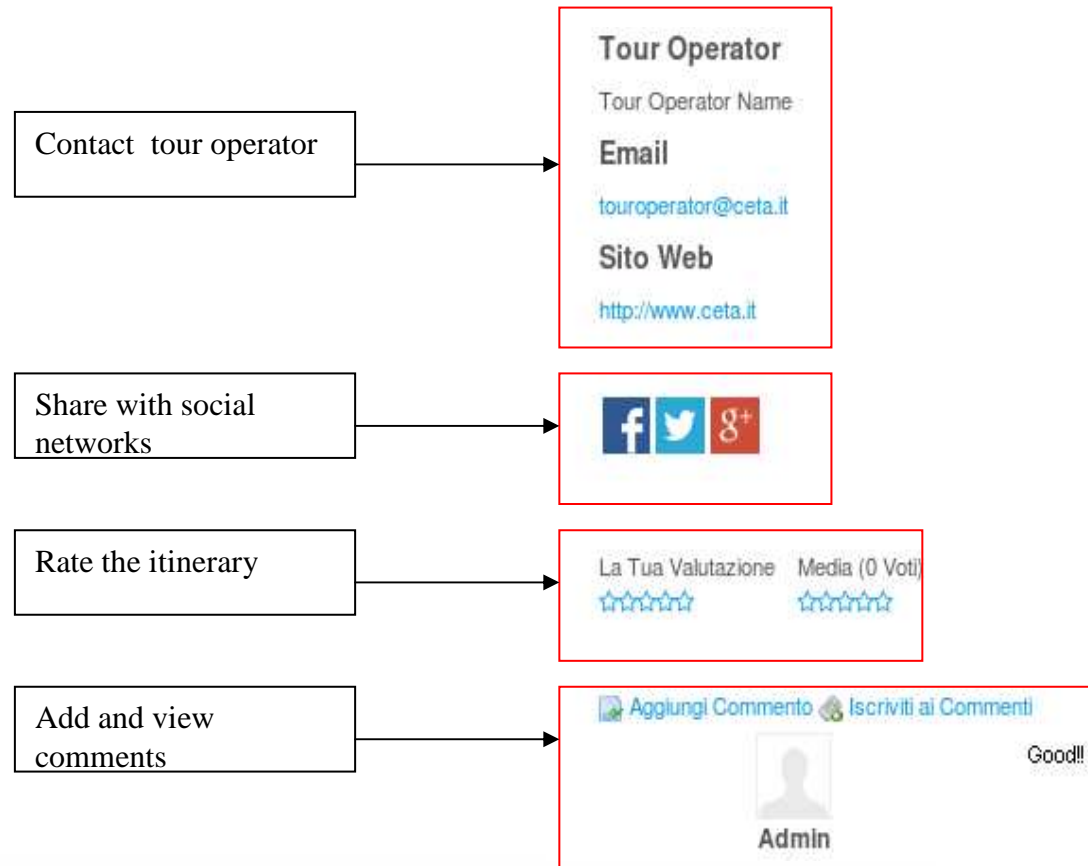 Contact tour operator
Tour Operator
Tour Operator Name
Email
touroperator@ceta.it
Sito Web
http://www.ceta.it
Share with social
networks
f g+
Rate the itinerary
La Tua Valutazione Media (0 Voti)
Add and view
comments
Aggiungi Commento Iscriviti ai Commenti
Good!!
Admin